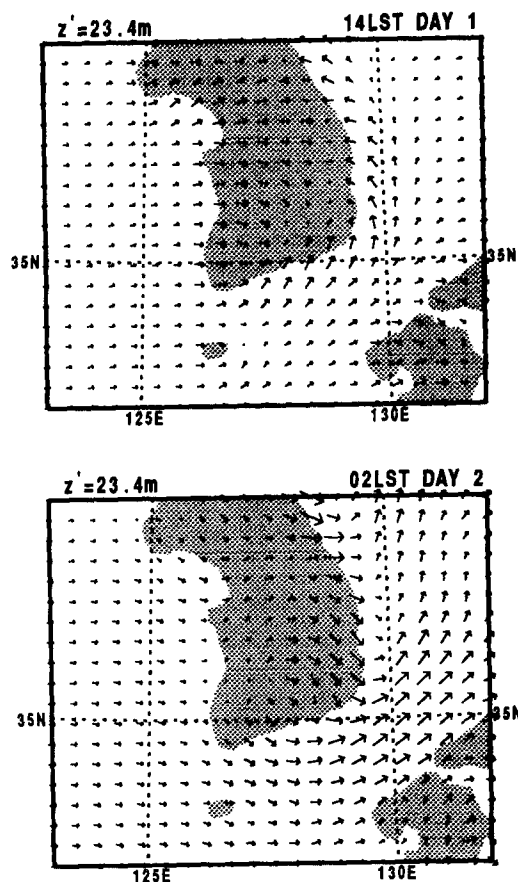 z'=23.4m 14LST DAY 1
35N 35N
125E 130E
z'=23.4m 02LST DAY 2
35N 35N
125E 130E